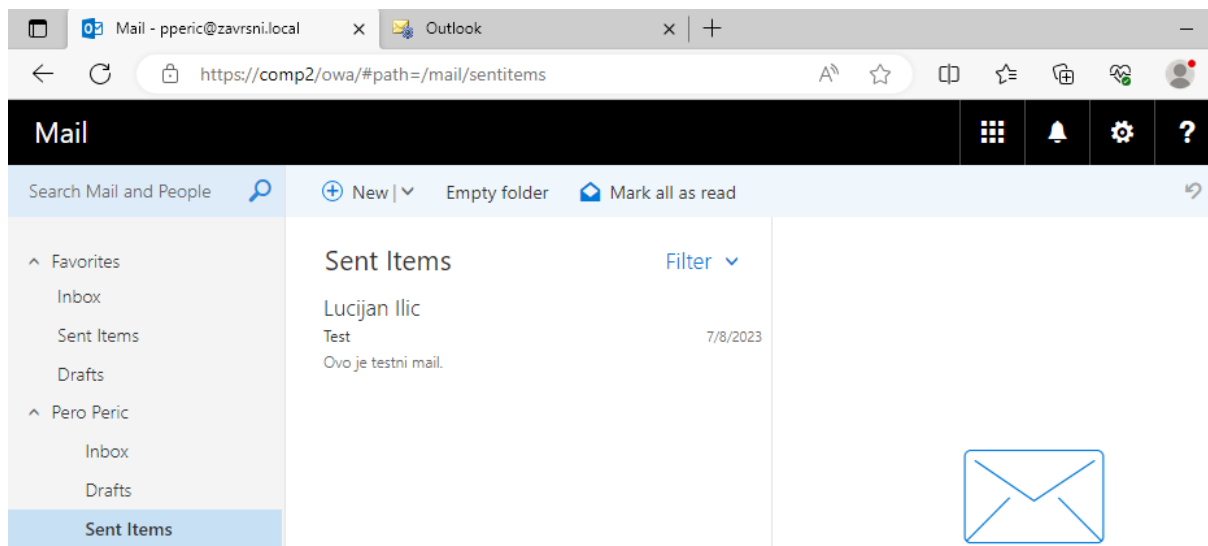 Mail - pperic@zavrsni.local
Outlook
https://comp2/owa/#path=/mail/sentitems
Mail
?
Search Mail and People
New
Empty folder
Mark all as read
Favorites
Inbox
Sent Items
Drafts
Pero Peric
Inbox
Drafts
Sent Items
Sent Items
Filter
Lucijan Ilic
Test
7/8/2023
Ovo je testni mail.